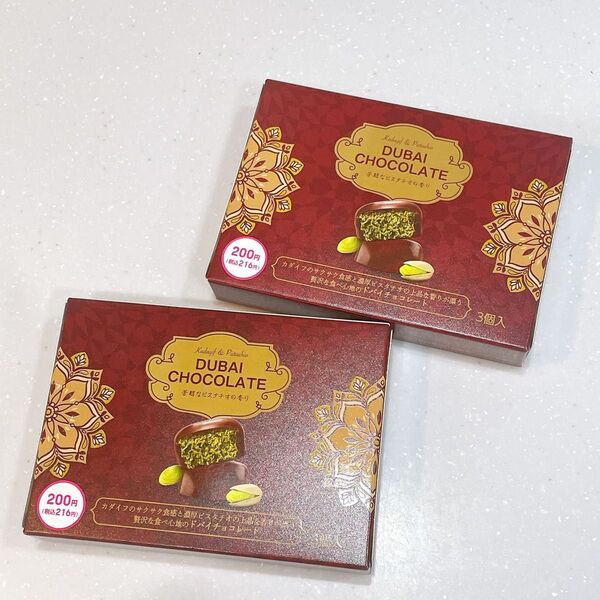 Kadayif & Pistachio
DUBAI
CHOCOLATE
芳醇なピスタチオの香り
200円
(税込216円)
カダイフのサクサク食感と濃厚ピスタチオの上品な香りが漂う
贅沢な食べ心地のドバイチョコレート
3個入
Kadayif & Pistachio
DUBAI
CHOCOLATE
芳醇なピスタチオの香り
200円
(税込216円)
カダイフのサクサク食感と濃厚ピスタチオの上品な香りが漂う
贅沢な食べ心地のドバイチョコレート
3個入